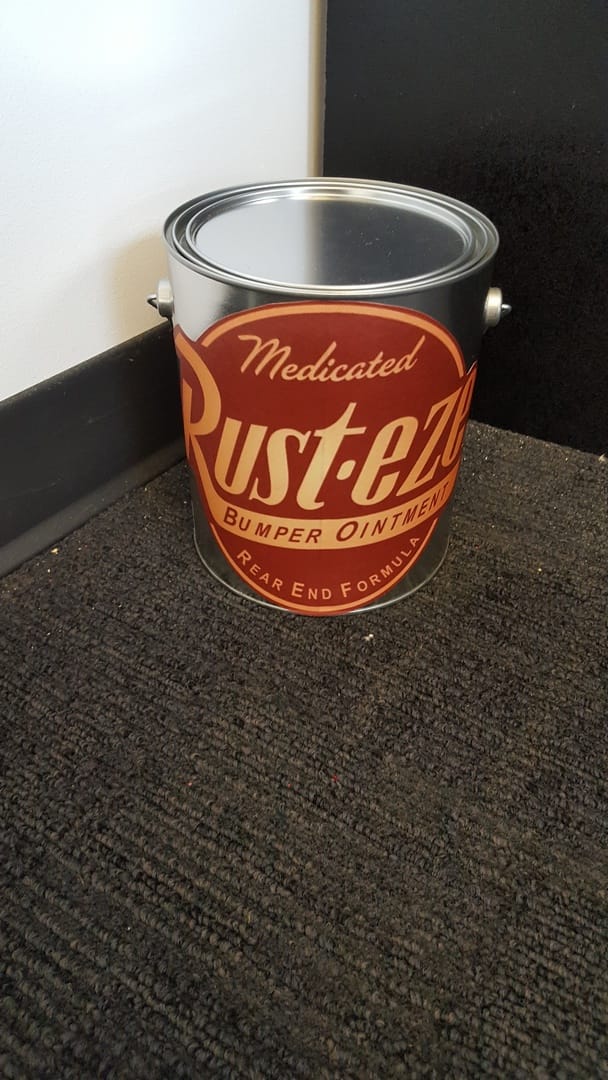 Medicated
Rust-eze
Bumper Ointment
Rear End Formula